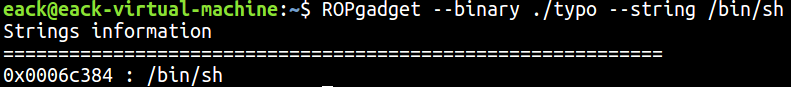 eack@eack-virtual-machine:~$ ROPgadget --binary ./typo --string /bin/sh
Strings information
============================================================
0x0006c384 : /bin/sh